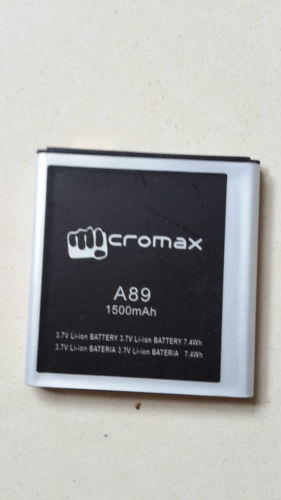 micromax
A89
1500mAh
3.7V Li-ion BATTERY 3.7V Li-ion BATTERY 7.4Wh
3.7V Li-ion BATERIA 3.7V Li-ion BATERIA 7.4Wh